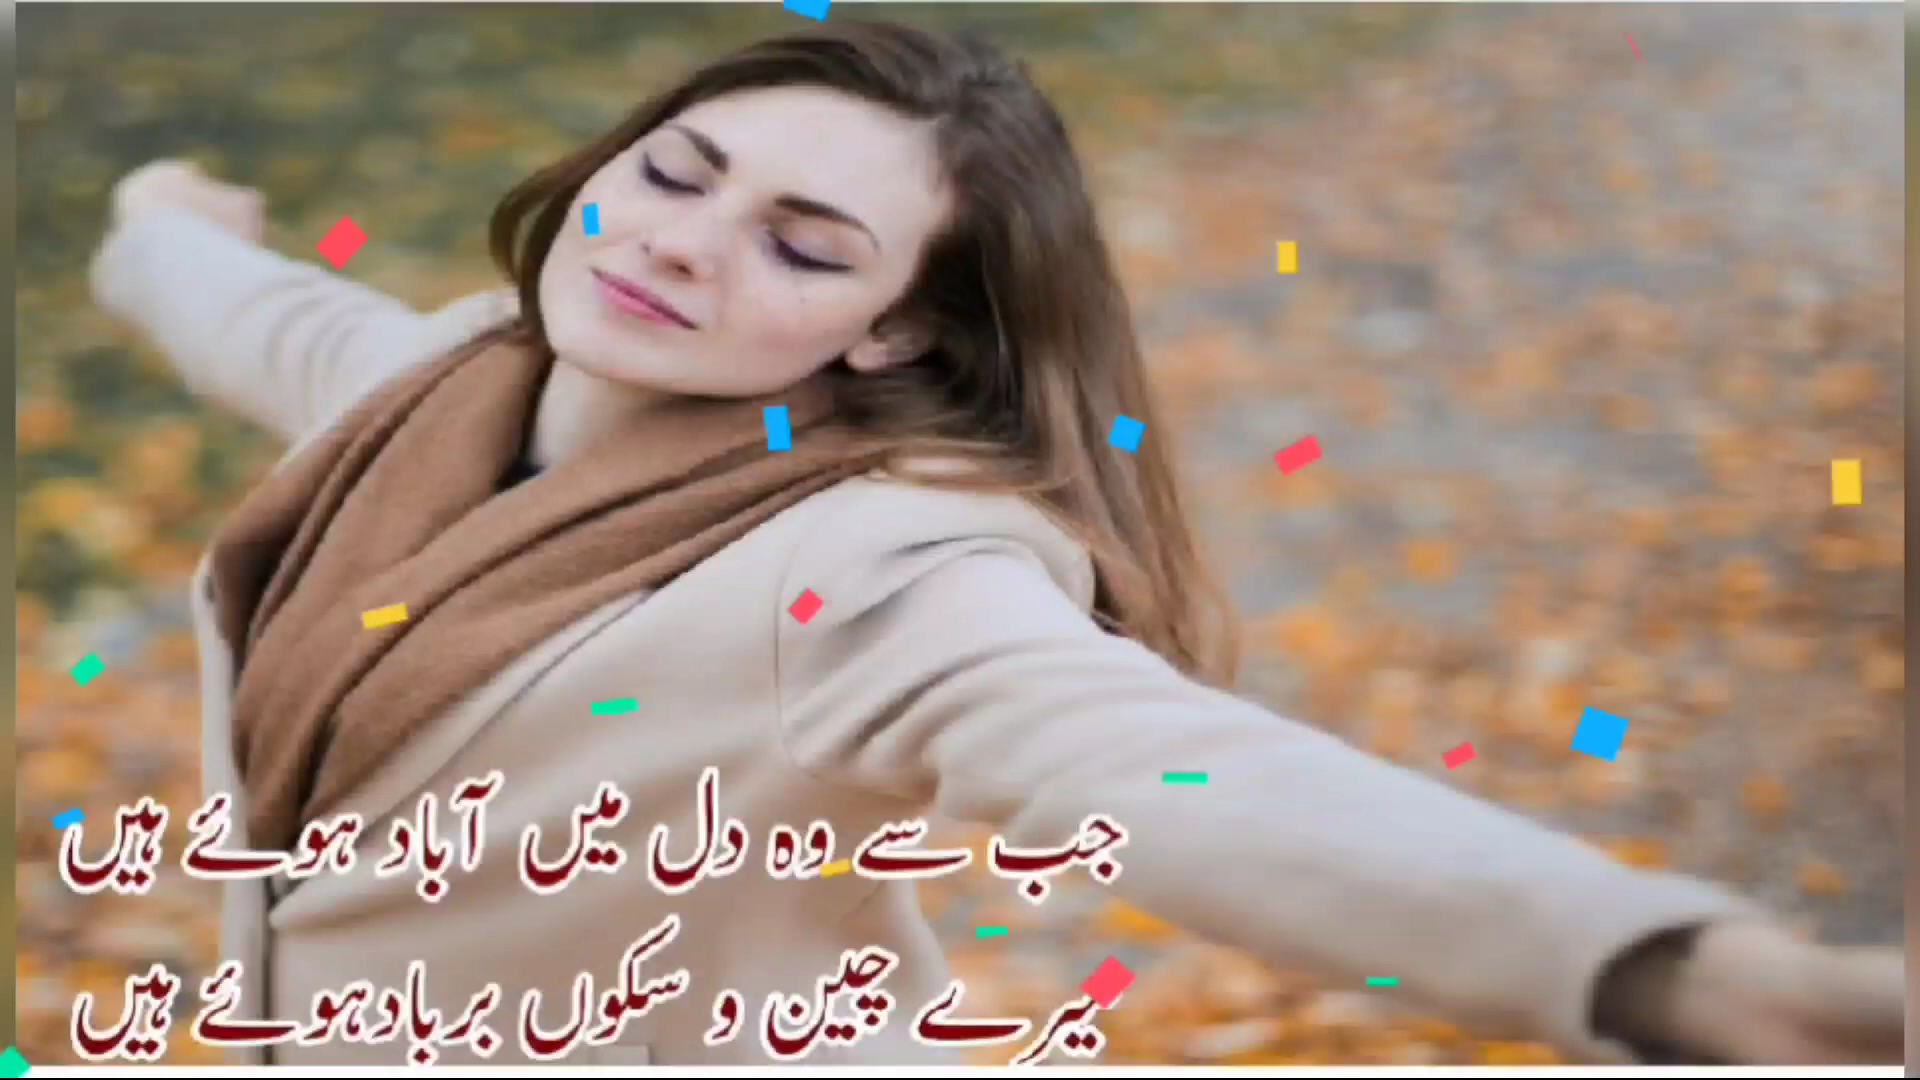 جب سے وہ دل میں آباد ہوئے ہیں
میرے چین و سکوں برباد ہوئے ہیں